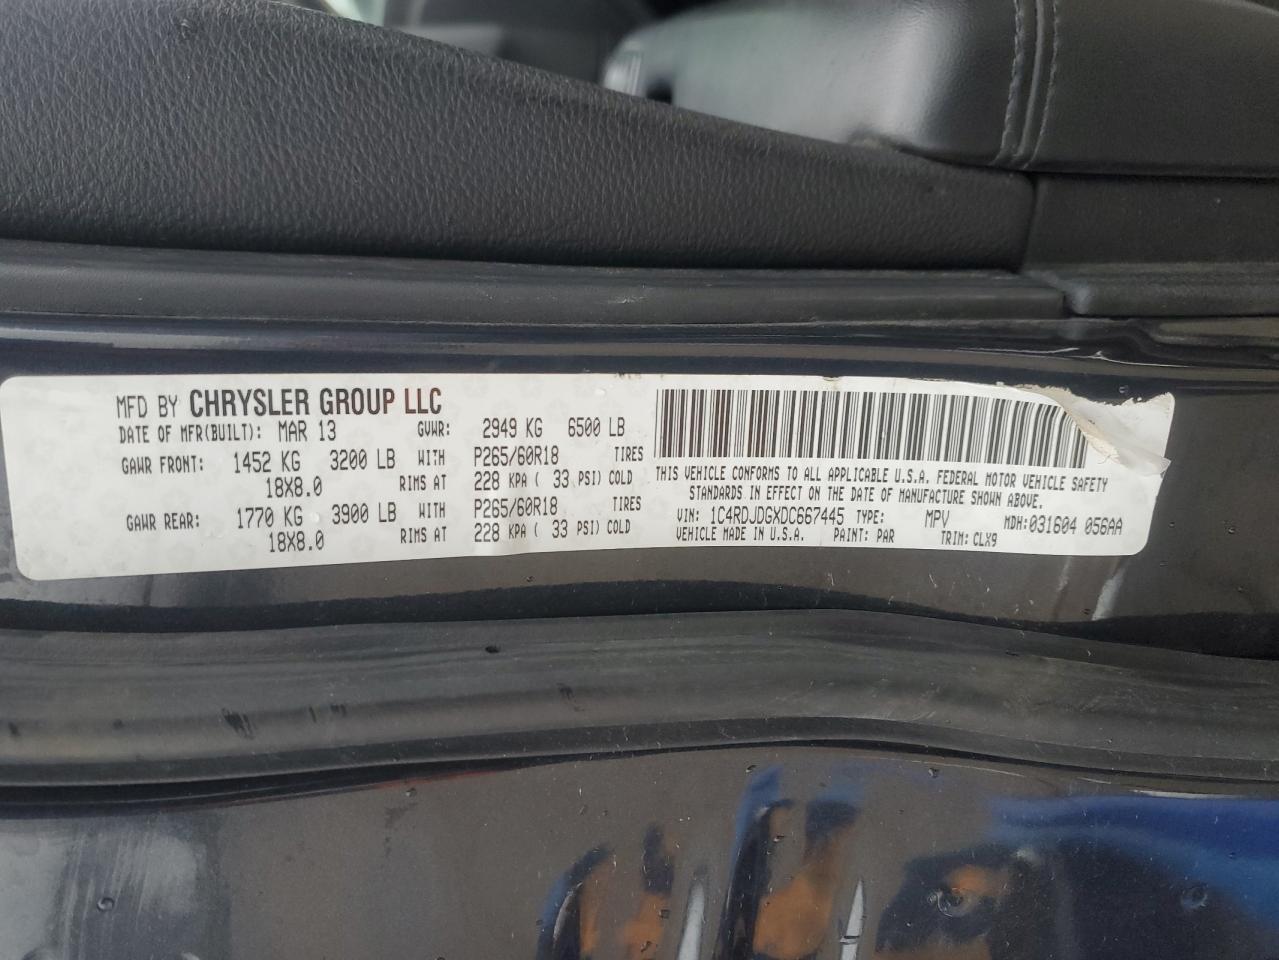 MFD BY CHRYSLER GROUP LLC
DATE OF MFR(BUILT): MAR 13 GVWR: 2949 KG 6500 LB
GAWR FRONT: 1452 KG 3200 LB WITH P265/60R18 TIRES
18X8.0 RIMS AT 228 KPA ( 33 PSI) COLD
GAWR REAR: 1770 KG 3900 LB WITH P265/60R18 TIRES
18X8.0 RIMS AT 228 KPA ( 33 PSI) COLD
THIS VEHICLE CONFORMS TO ALL APPLICABLE U.S.A. FEDERAL MOTOR VEHICLE SAFETY
STANDARDS IN EFFECT ON THE DATE OF MANUFACTURE SHOWN ABOVE.
VIN: 1C4RDJDGXDC667445 TYPE: MPV MDH:031604 056AA
VEHICLE MADE IN U.S.A. PAINT: PAR TRIM: CLX9